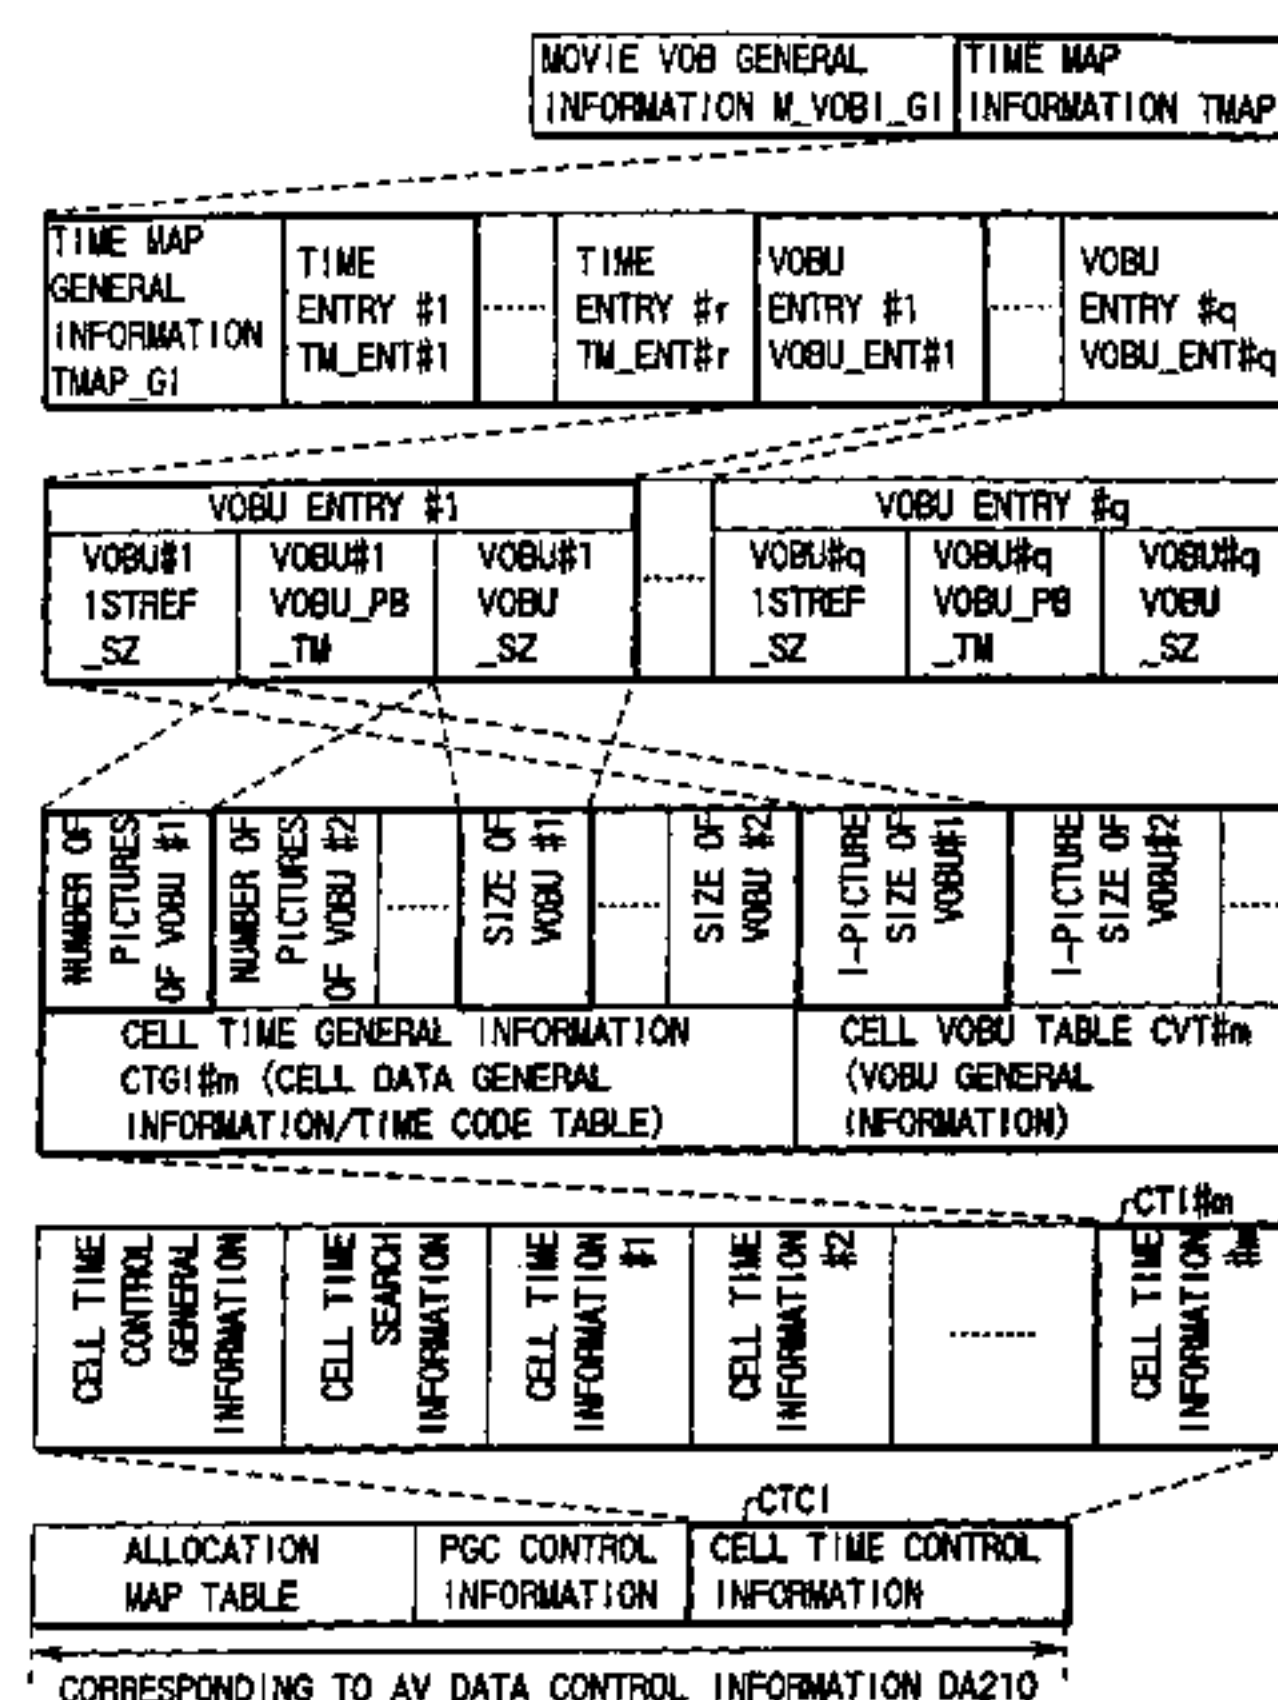 MOVIE VOB GENERAL
INFORMATION M_VOBI_GI
TIME MAP
INFORMATION TMAP
TIME MAP
GENERAL
INFORMATION
TMAP_GI
TIME
ENTRY #1
TM_ENT#1
........
TIME
ENTRY #r
TM_ENT#r
VOBU
ENTRY #1
VOBU_ENT#1
.......
VOBU
ENTRY #q
VOBU_ENT#q
VOBU ENTRY #1
VOBU#1
1STREF
_SZ
VOBU#1
VOBU_PB
_TM
VOBU#1
VOBU
_SZ
.......
VOBU ENTRY #q
VOBU#q
1STREF
_SZ
VOBU#q
VOBU_PB
_TM
VOBU#q
VOBU
_SZ
NUMBER OF
PICTURES
OF VOBU #1
NUMBER OF
PICTURES
OF VOBU #2
.......
SIZE OF
VOBU #1
.......
SIZE OF
VOBU #2
I-PICTURE
SIZE OF
VOBU#1
I-PICTURE
SIZE OF
VOBU#2
.......
CELL TIME GENERAL INFORMATION
CTGI#m (CELL DATA GENERAL
INFORMATION/TIME CODE TABLE)
CELL VOBU TABLE CVT#m
(VOBU GENERAL
INFORMATION)
CTI#m
CELL TIME
CONTROL
GENERAL
INFORMATION
CELL TIME
SEARCH
INFORMATION
CELL TIME
INFORMATION
#1
CELL TIME
INFORMATION
#2
..........
CELL TIME
INFORMATION
#m
CTCI
ALLOCATION
MAP TABLE
PGC CONTROL
INFORMATION
CELL TIME CONTROL
INFORMATION
CORRESPONDING TO AV DATA CONTROL INFORMATION DA210